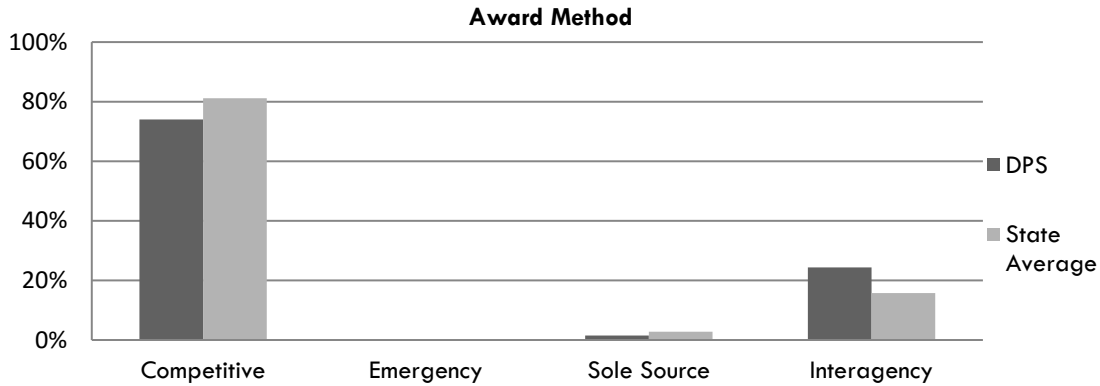 Award Method
100%
80%
60%
40%
20%
0%
Competitive
Emergency
Sole Source
Interagency
DPS
State
Average